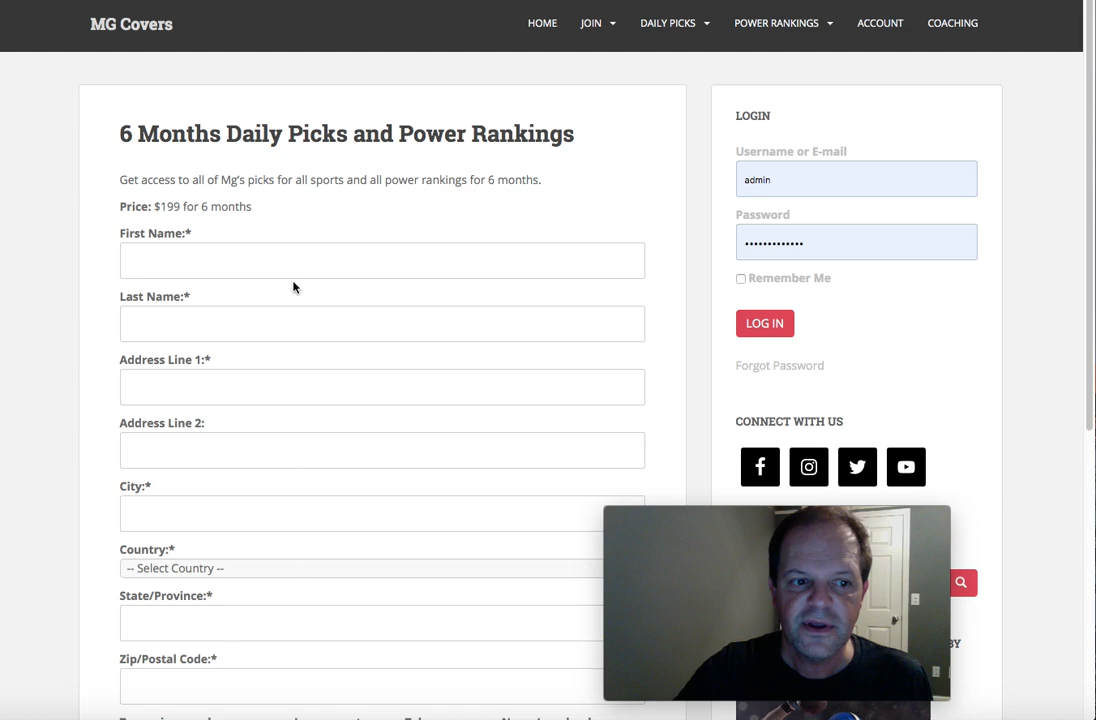 MG Covers
HOME JOIN DAILY PICKS POWER RANKINGS ACCOUNT COACHING
6 Months Daily Picks and Power Rankings
Get access to all of Mg's picks for all sports and all power rankings for 6 months.
Price: $199 for 6 months
First Name:*
Last Name:*
Address Line 1:*
Address Line 2:
City:*
Country:*
-- Select Country --
State/Province:*
Zip/Postal Code:*
LOGIN
Username or E-mail
admin
Password
•••••••••••••
Remember Me
LOG IN
Forgot Password
CONNECT WITH US
BY